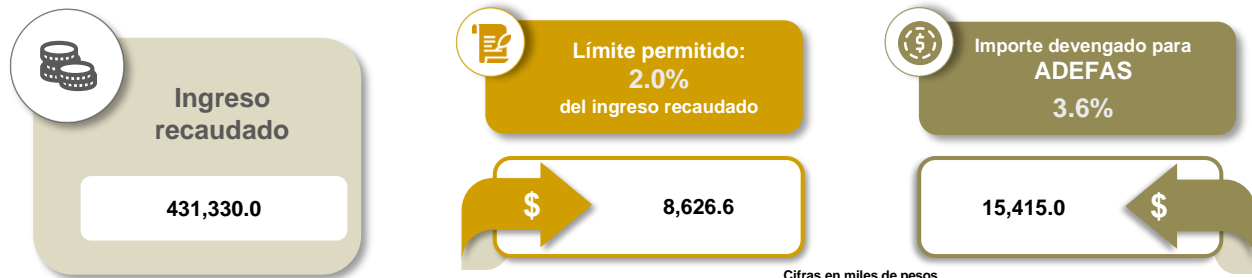 Ingreso
recaudado
431,330.0
Límite permitido:
2.0%
del ingreso recaudado
$
8,626.6
Importe devengado para
ADEFAS
3.6%
15,415.0
$
Cifras en miles de pesos